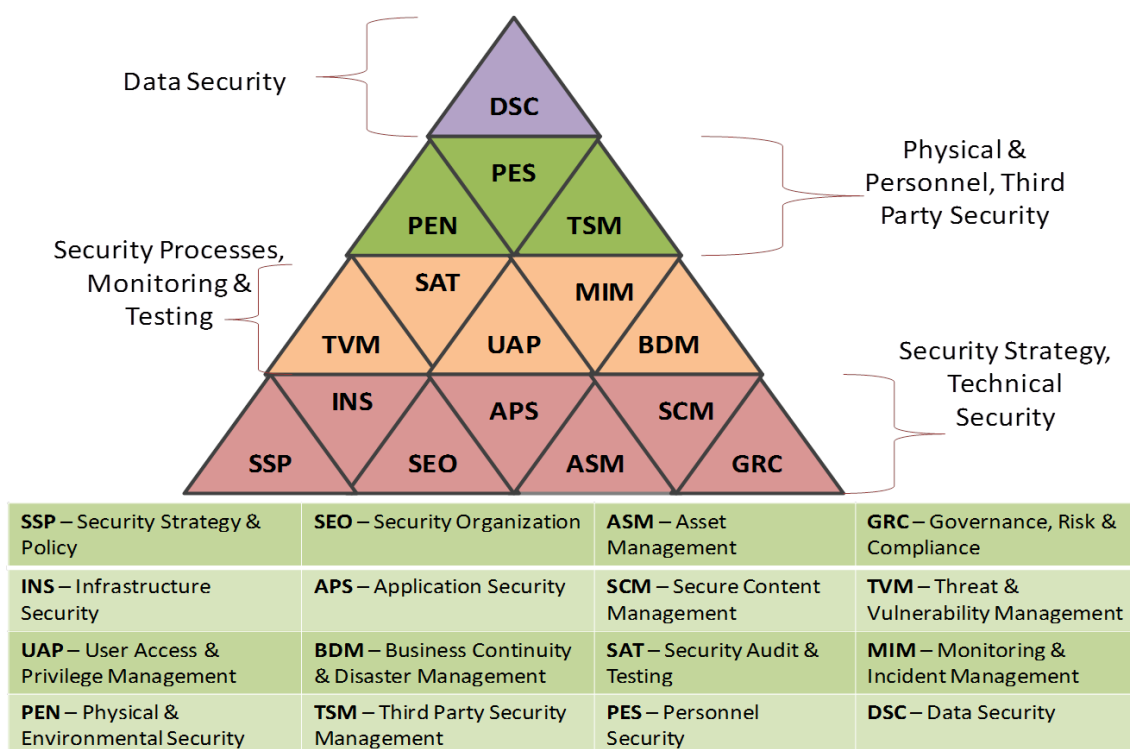 Data Security
DSC
Physical &
Personnel, Third
Party Security
PES
PEN
TSM
Security Processes,
Monitoring &
Testing
SAT
MIM
TVM
UAP
BDM
Security Strategy,
Technical
Security
INS
APS
SCM
SSP
SEO
ASM
GRC
SSP – Security Strategy &
Policy
SEO – Security Organization
ASM – Asset
Management
GRC – Governance, Risk &
Compliance
INS – Infrastructure
Security
APS – Application Security
SCM – Secure Content
Management
TVM – Threat &
Vulnerability Management
UAP – User Access &
Privilege Management
BDM – Business Continuity
& Disaster Management
SAT – Security Audit &
Testing
MIM – Monitoring &
Incident Management
PEN – Physical &
Environmental Security
TSM – Third Party Security
Management
PES – Personnel
Security
DSC – Data Security